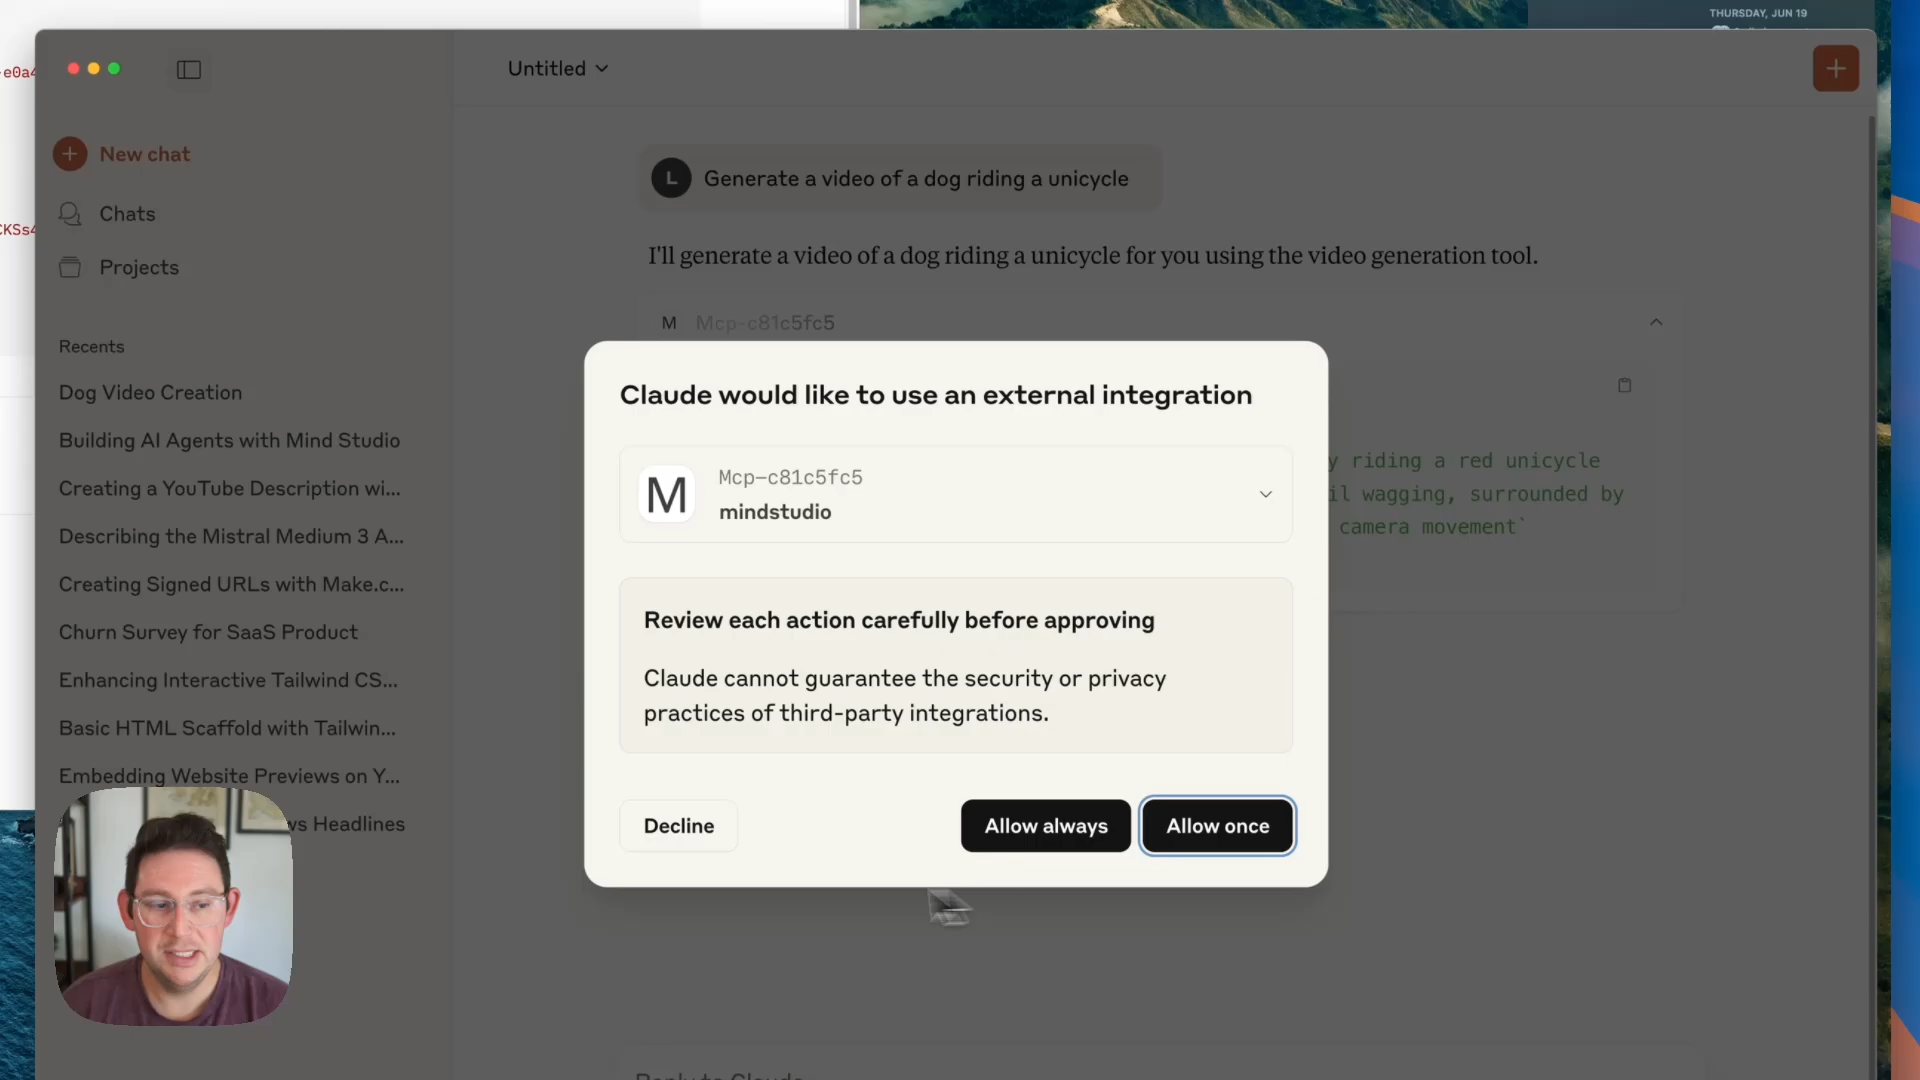 THURSDAY, JUN 19
-e0a4
CKSs4
Untitled
New chat
Chats
Projects
Recents
Dog Video Creation
Building AI Agents with Mind Studio
Creating a YouTube Description wi...
Describing the Mistral Medium 3 A...
Creating Signed URLs with Make.c...
Churn Survey for SaaS Product
Enhancing Interactive Tailwind CS...
Basic HTML Scaffold with Tailwin...
Embedding Website Previews on Y...
Headlines
L Generate a video of a dog riding a unicycle
I'll generate a video of a dog riding a unicycle for you using the video generation tool.
M Mcp-c81c5fc5
y riding a red unicycle
il wagging, surrounded by
camera movement`
Claude would like to use an external integration
M
Mcp-c81c5fc5
mindstudio
Review each action carefully before approving
Claude cannot guarantee the security or privacy
practices of third-party integrations.
Decline
Allow always
Allow once
Reply to Claude